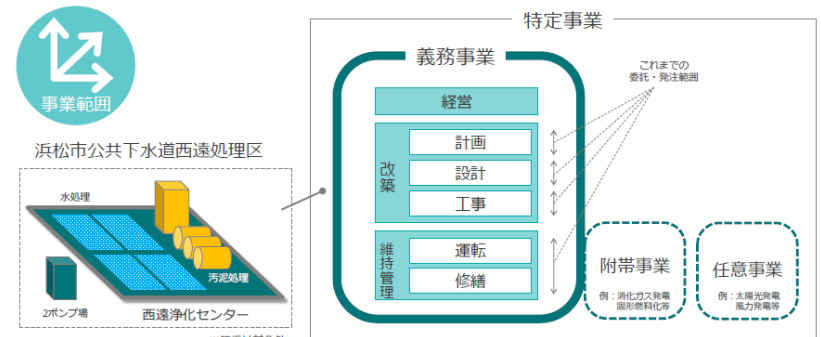 事業範囲
浜松市公共下水道西遠処理区
水処理
汚泥処理
2ポンプ場
西遠浄化センター
特定事業
義務事業
これまでの
委託・発注範囲
経営
改築
計画
設計
工事
維持管理
運転
修繕
附帯事業
例：消化ガス発電
固形燃料化等
任意事業
例：太陽光発電
風力発電等